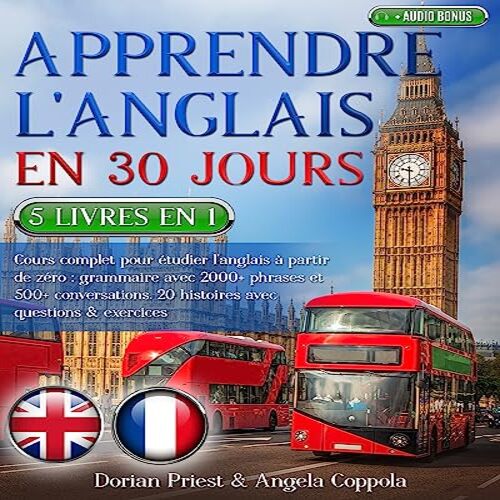 + AUDIO BONUS
APPRENDRE
L'ANGLAIS
EN 30 JOURS
5 LIVRES EN 1
Cours complet pour étudier l'anglais à partir
de zéro : grammaire avec 2000+ phrases et
500+ conversations. 20 histoires avec
questions & exercices
Dorian Priest & Angela Coppola